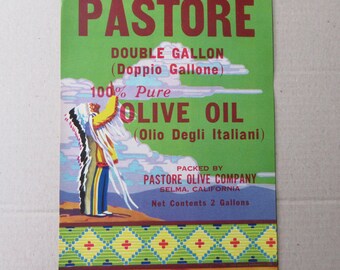 PASTORE
DOUBLE GALLON
(Doppio Gallone)
100% Pure
OLIVE OIL
(Olio Degli Italiani)
PACKED BY
PASTORE OLIVE COMPANY
SELMA, CALIFORNIA
Net Contents 2 Gallons